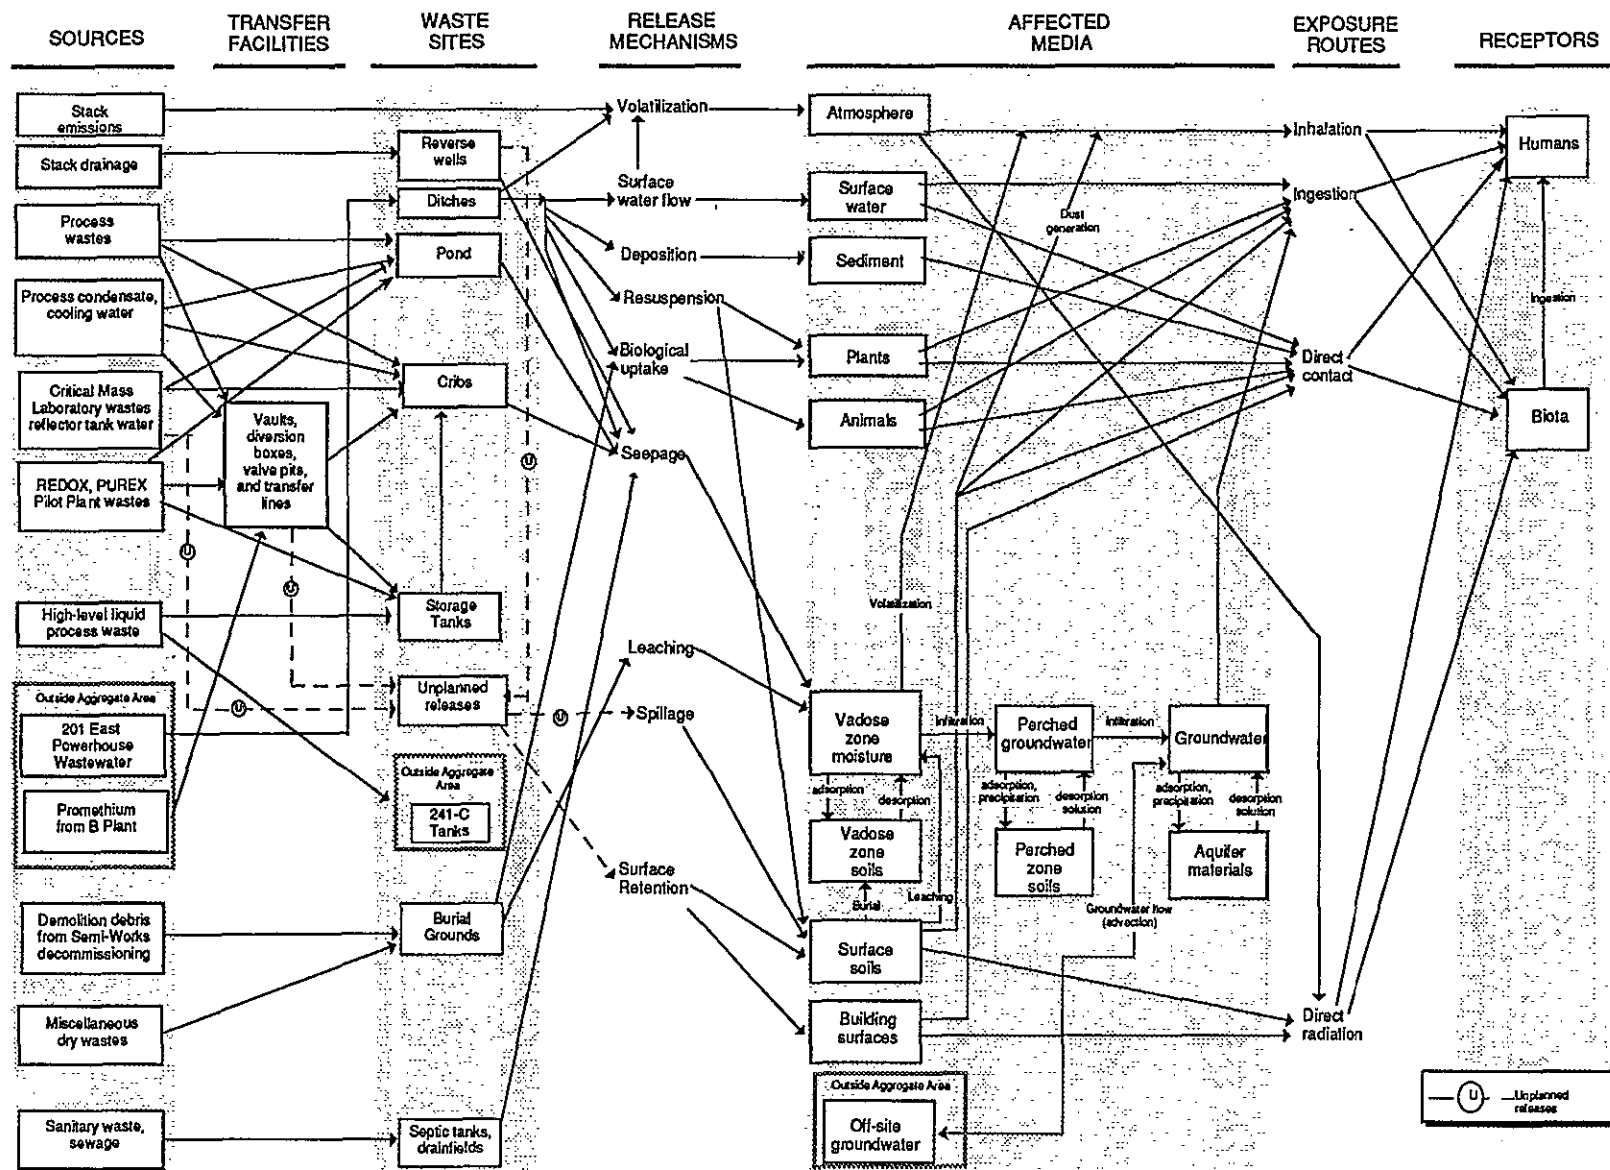 SOURCES
TRANSFER
FACILITIES
WASTE
SITES
RELEASE
MECHANISMS
AFFECTED
MEDIA
EXPOSURE
ROUTES
RECEPTORS
Stack
emissions
Stack drainage
Process
wastes
Process condensate,
cooling water
Critical Mass
Laboratory wastes
reflector tank water
REDOX, PUREX
Pilot Plant wastes
High-level liquid
process waste
Outside Aggregate Area
201 East
Powerhouse
Wastewater
Promethium
from B Plant
Demolition debris
from Semi-Works
decommissioning
Miscellaneous
dry wastes
Sanitary waste,
sewage
Vaults,
diversion
boxes,
valve pits,
and transfer
lines
U
U
U
Reverse
wells
Ditches
Pond
Cribs
Storage
Tanks
Unplanned
releases
Outside Aggregate
Area
241-C
Tanks
Burial
Grounds
Septic tanks,
drainfields
U
U
Volatilization
Surface
water flow
Deposition
Resuspension
Biological
uptake
Seepage
Leaching
Spillage
Surface
Retention
Atmosphere
Surface
water
Sediment
Plants
Animals
Dust
generation
Volatilization
Vadose
zone
moisture
Infiltration
Perched
groundwater
Infiltration
Groundwater
adsorption
desorption
adsorption,
precipitation
desorption
solution
adsorption,
precipitation
desorption
solution
Vadose
zone
soils
Perched
zone
soils
Aquifer
materials
Burial
Leaching
Groundwater flow
(advection)
Surface
soils
Building
surfaces
Outside Aggregate Area
Off-site
groundwater
Inhalation
Ingestion
Direct
contact
Direct
radiation
Humans
Ingestion
Biota
U
Unplanned
releases